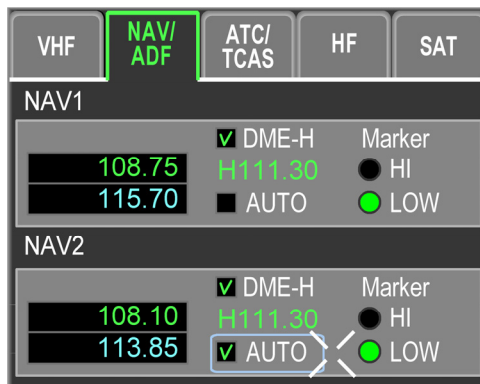 VHF
NAV/
ADF
ATC/
TCAS
HF
SAT
NAV1
DME-H Marker
108.75 H111.30 HI
115.70 AUTO LOW
NAV2
DME-H Marker
108.10 H111.30 HI
113.85 AUTO LOW